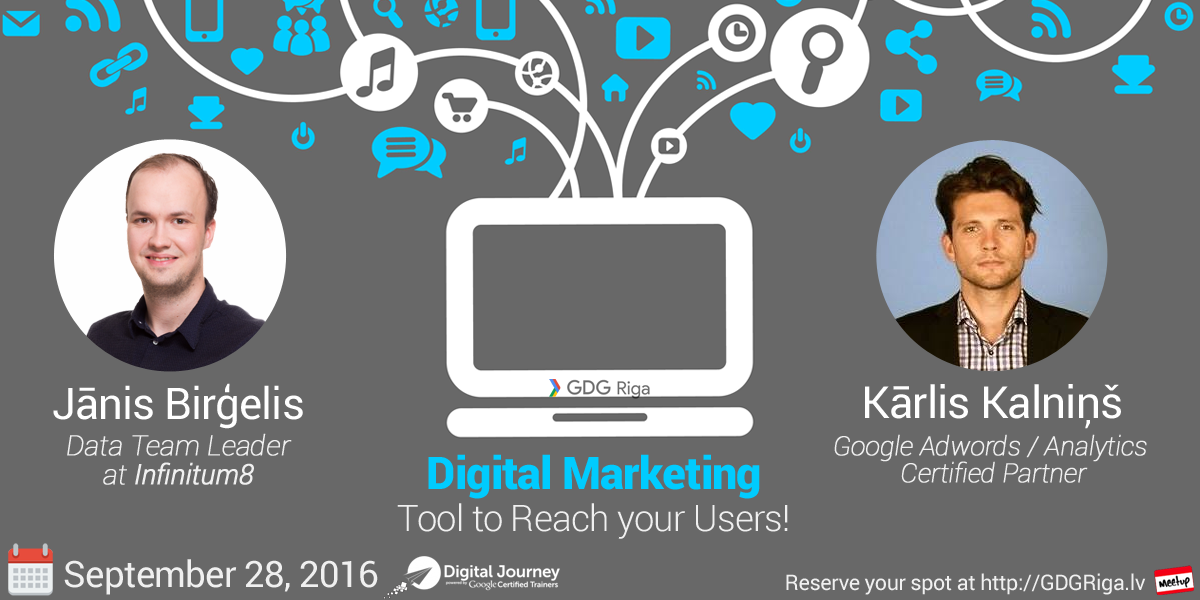 GDG Riga
Jānis Birģelis
Data Team Leader
at Infinitum8
Kārlis Kalniņš
Google Adwords / Analytics
Certified Partner
Digital Marketing
Tool to Reach your Users!
September 28, 2016
Digital Journey
powered by Google Certified Trainers
Reserve your spot at http://GDGRiga.lv
Meetup